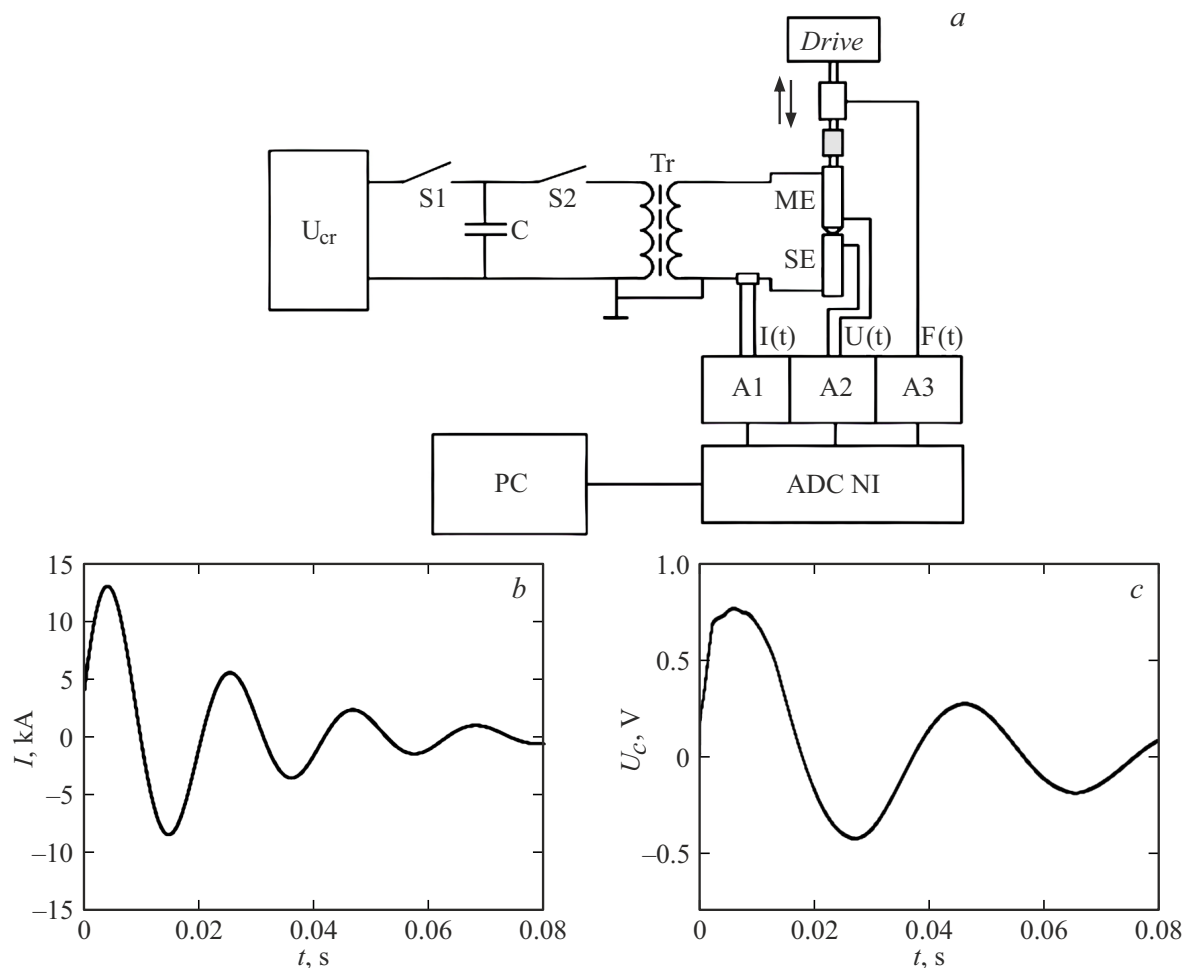 a
Drive
Tr
S1
S2
ME
U_cr
C
SE
I(t)
U(t)
F(t)
A1
A2
A3
PC
ADC NI
b
15
10
5
0
–5
–10
–15
I, kA
0
0.02
0.04
0.06
0.08
t, s
c
1.0
0.5
0
–0.5
U_c, V
0
0.02
0.04
0.06
0.08
t, s